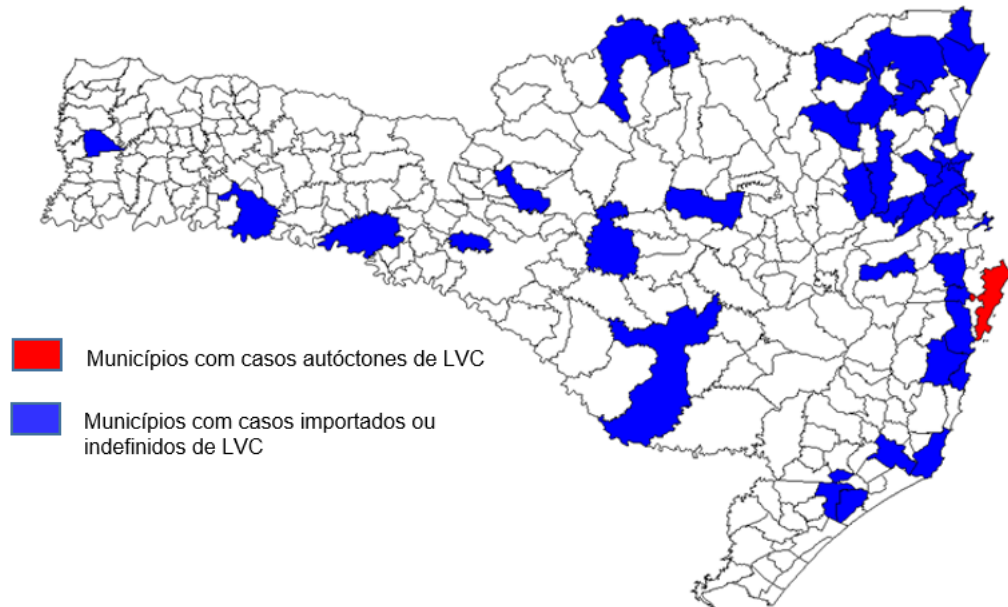 Municípios com casos autóctones de LVC
Municípios com casos importados ou
indefinidos de LVC